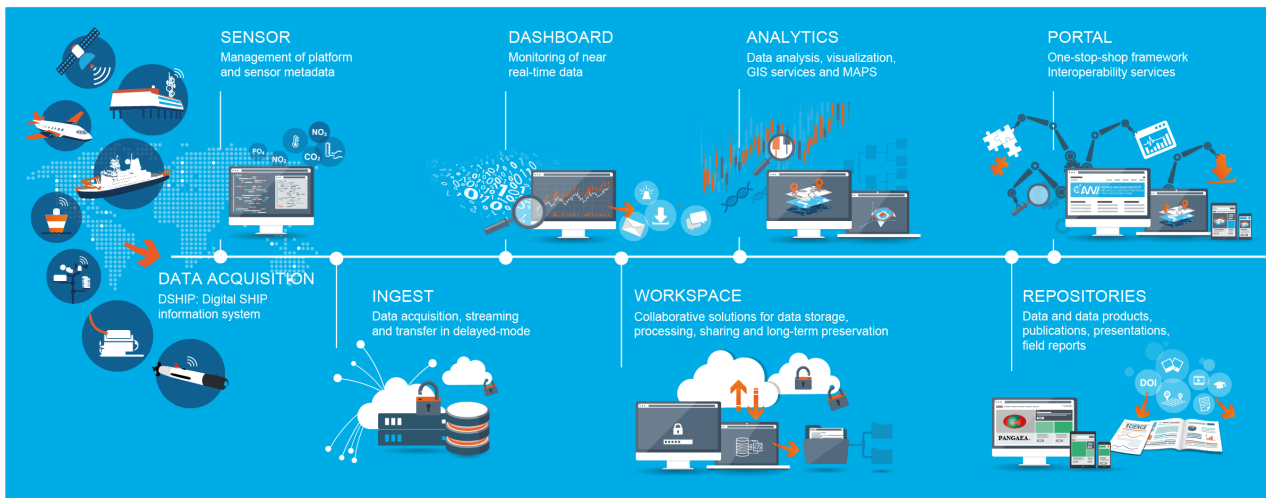 SENSOR
Management of platform
and sensor metadata
DASHBOARD
Monitoring of near
real-time data
ANALYTICS
Data analysis, visualization,
GIS services and MAPS
PORTAL
One-stop-shop framework
Interoperability services
PO₄
NO₂
NO₃
CO₂
AWI
DATA ACQUISITION
DSHIP: Digital SHIP
information system
INGEST
Data acquisition, streaming
and transfer in delayed-mode
WORKSPACE
Collaborative solutions for data storage,
processing, sharing and long-term preservation
REPOSITORIES
Data and data products,
publications, presentations,
field reports
DOI
PANGAEA.
SCIENCE